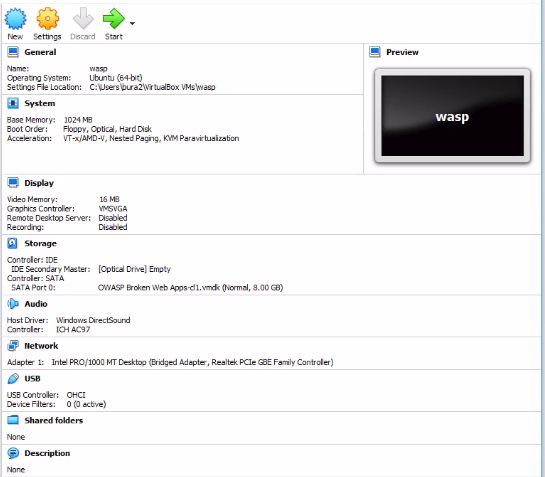 New Settings Discard Start
General
Name: wasp
Operating System: Ubuntu (64-bit)
Settings File Location: C:\Users\bura2\VirtualBox VMs\wasp
Preview
wasp
System
Base Memory: 1024 MB
Boot Order: Floppy, Optical, Hard Disk
Acceleration: VT-x/AMD-V, Nested Paging, KVM Paravirtualization
Display
Video Memory: 16 MB
Graphics Controller: VMSVGA
Remote Desktop Server: Disabled
Recording: Disabled
Storage
Controller: IDE
IDE Secondary Master: [Optical Drive] Empty
Controller: SATA
SATA Port 0: OWASP Broken Web Apps-cl1.vmdk (Normal, 8.00 GB)
Audio
Host Driver: Windows DirectSound
Controller: ICH AC97
Network
Adapter 1: Intel PRO/1000 MT Desktop (Bridged Adapter, Realtek PCIe GBE Family Controller)
USB
USB Controller: OHCI
Device Filters: 0 (0 active)
Shared folders
None
Description
None